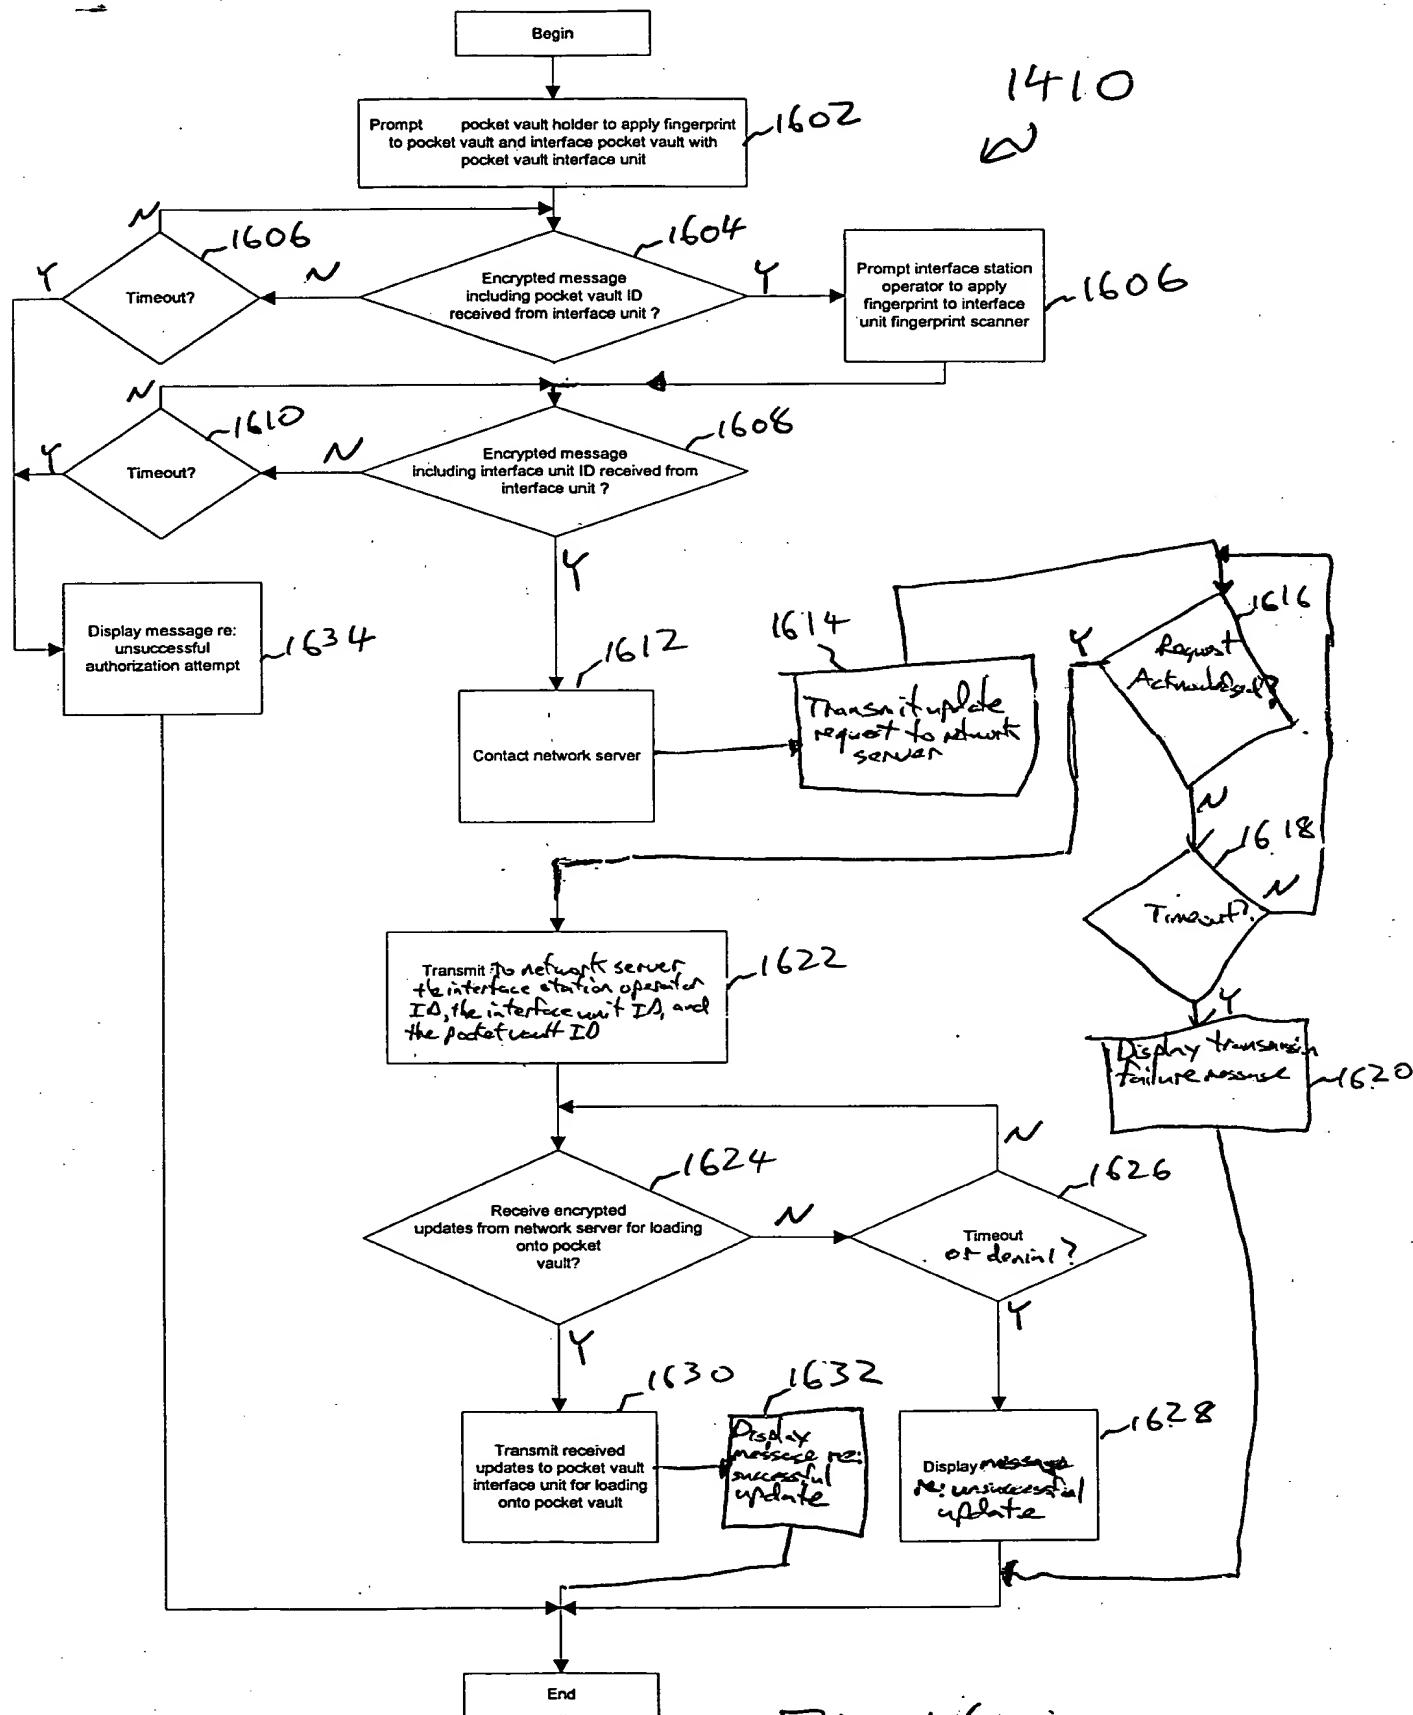 Begin
1410
Prompt pocket vault holder to apply fingerprint
to pocket vault and interface pocket vault with
pocket vault interface unit
1602
N
1606
Y
Timeout?
N
1604
Encrypted message
including pocket vault ID
received from interface unit ?
Y
Prompt interface station
operator to apply
fingerprint to interface
unit fingerprint scanner
1606
N
1610
Y
Timeout?
N
1608
Encrypted message
including interface unit ID received from
interface unit ?
Y
Display message re:
unsuccessful
authorization attempt
1634
1612
Contact network server
1614
Transmit update
request to network
server
1616
Y
Request
Acknowledged?
N
1618
Timeout?
N
Y
Display transmission
failure message
1620
Transmit to network server
the interface station operator
ID, the interface unit ID, and
the pocket vault ID
1622
1624
Receive encrypted
updates from network server for loading
onto pocket
vault?
N
N
1626
Timeout
or denial?
Y
Y
1630
Transmit received
updates to pocket vault
interface unit for loading
onto pocket vault
1632
Display
message re:
successful
update
1628
Display message
re: unsuccessful
update
End